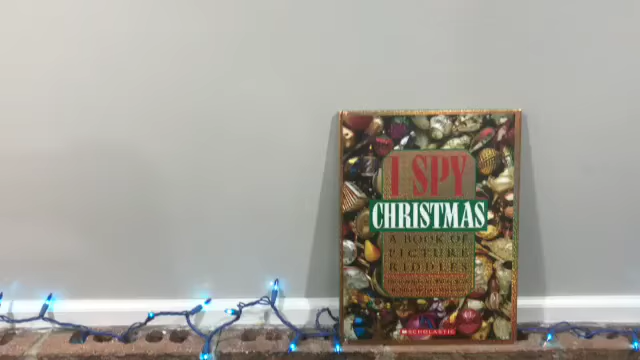 I SPY
CHRISTMAS
A BOOK OF
PICTURE
RIDDLES
SCHOLASTIC